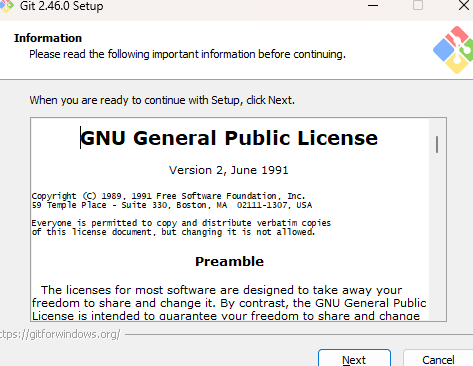 Git 2.46.0 Setup
Information
Please read the following important information before continuing.
When you are ready to continue with Setup, click Next.
GNU General Public License
Version 2, June 1991
Copyright (C) 1989, 1991 Free Software Foundation, Inc.
59 Temple Place - Suite 330, Boston, MA  02111-1307, USA
Everyone is permitted to copy and distribute verbatim copies
of this license document, but changing it is not allowed.
Preamble
The licenses for most software are designed to take away your
freedom to share and change it. By contrast, the GNU General Public
License is intended to guarantee your freedom to share and change
ttps://gitforwindows.org/
Next
Cancel